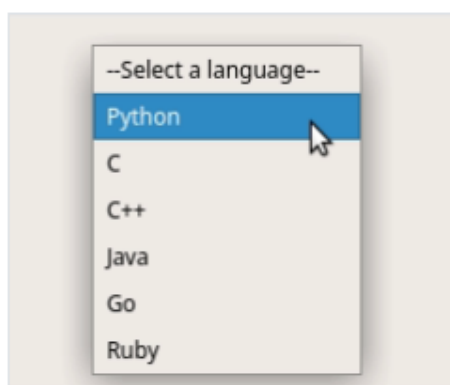 --Select a language--
Python
C
C++
Java
Go
Ruby